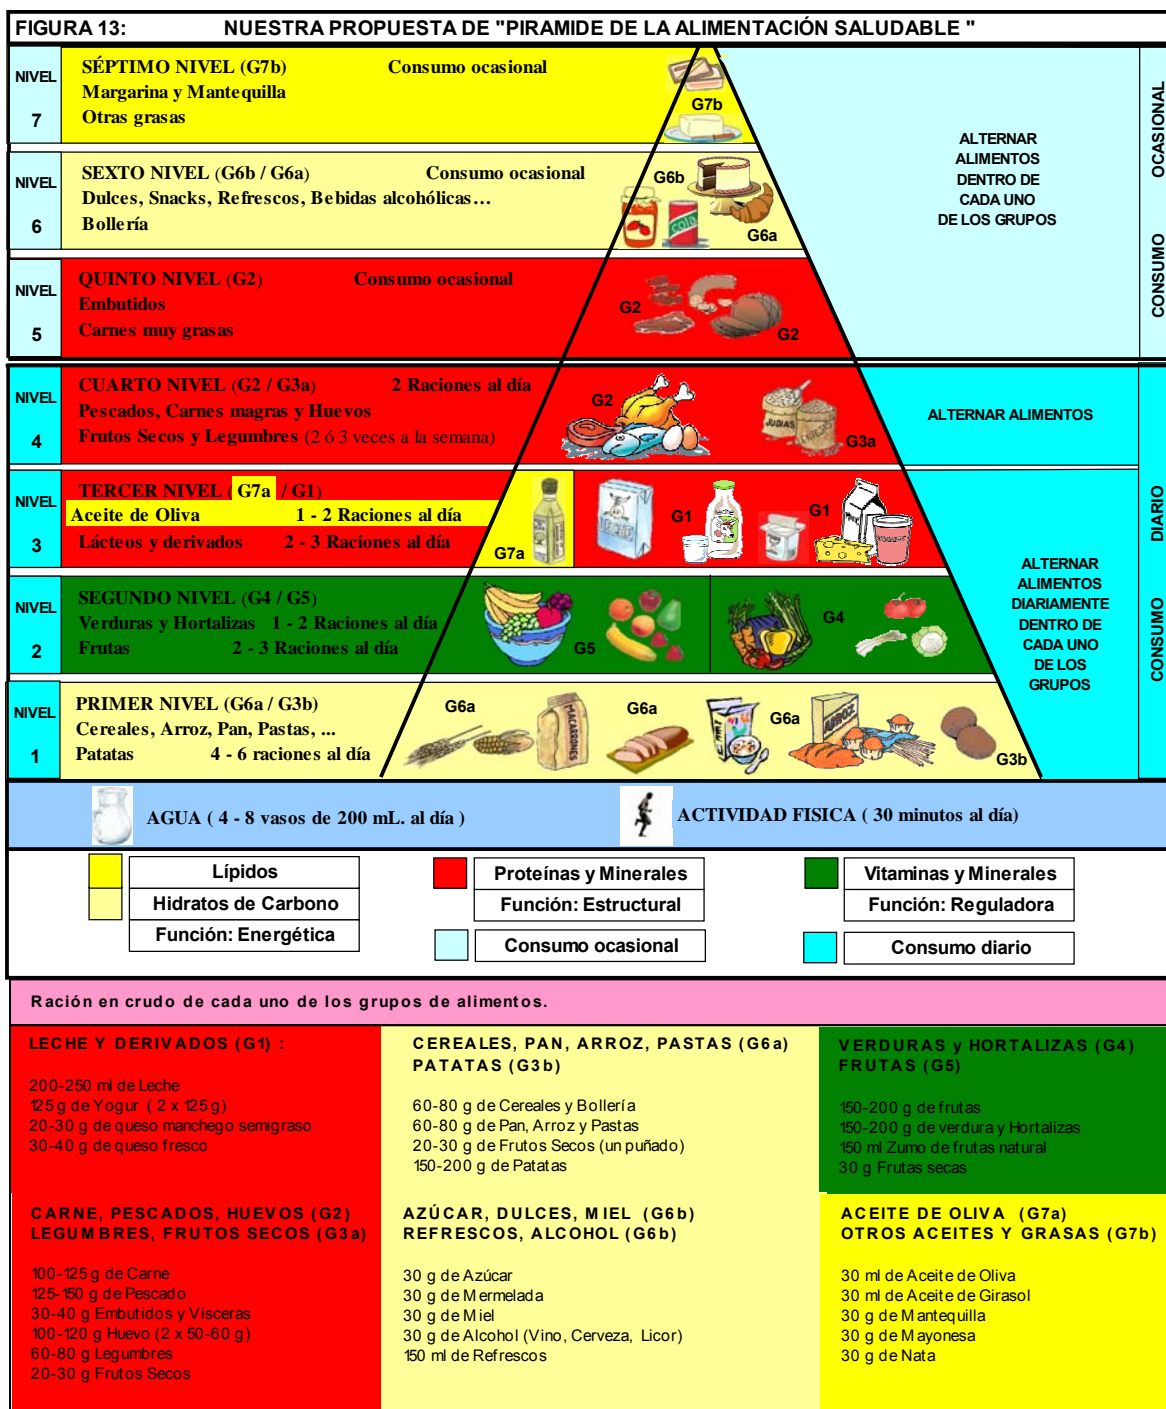 FIGURA 13: NUESTRA PROPUESTA DE "PIRAMIDE DE LA ALIMENTACIÓN SALUDABLE "
NIVEL
7
SÉPTIMO NIVEL (G7b) Consumo ocasional
Margarina y Mantequilla
Otras grasas
G7b
NIVEL
6
SEXTO NIVEL (G6b / G6a) Consumo ocasional
Dulces, Snacks, Refrescos, Bebidas alcohólicas…
Bollería
G6b
cola
G6a
NIVEL
5
QUINTO NIVEL (G2) Consumo ocasional
Embutidos
Carnes muy grasas
G2
G2
ALTERNAR
ALIMENTOS
DENTRO DE
CADA UNO
DE LOS GRUPOS
CONSUMO OCASIONAL
NIVEL
4
CUARTO NIVEL (G2 / G3a) 2 Raciones al día
Pescados, Carnes magras y Huevos
Frutos Secos y Legumbres (2 ó 3 veces a la semana)
G2
JUDIAS
LENTEJAS
G3a
ALTERNAR ALIMENTOS
NIVEL
3
TERCER NIVEL ( G7a / G1)
Aceite de Oliva 1 - 2 Raciones al día
Lácteos y derivados 2 - 3 Raciones al día
G7a
LECHE
G1
G1
NIVEL
2
SEGUNDO NIVEL (G4 / G5)
Verduras y Hortalizas 1 - 2 Raciones al día
Frutas 2 - 3 Raciones al día
G5
G4
NIVEL
1
PRIMER NIVEL (G6a / G3b)
Cereales, Arroz, Pan, Pastas, ...
Patatas 4 - 6 raciones al día
G6a
MACARRONES
G6a
G6a
ARROZ
G3b
ALTERNAR
ALIMENTOS
DIARIAMENTE
DENTRO DE
CADA UNO
DE LOS
GRUPOS
CONSUMO DIARIO
AGUA ( 4 - 8 vasos de 200 mL. al día )
ACTIVIDAD FISICA ( 30 minutos al día)
Lípidos
Hidratos de Carbono
Función: Energética
Proteínas y Minerales
Función: Estructural
Consumo ocasional
Vitaminas y Minerales
Función: Reguladora
Consumo diario
Ración en crudo de cada uno de los grupos de alimentos.
LECHE Y DERIVADOS (G1) :
200-250 ml de Leche
125 g de Yogur ( 2 x 125 g)
20-30 g de queso manchego semigraso
30-40 g de queso fresco
CEREALES, PAN, ARROZ, PASTAS (G6a)
PATATAS (G3b)
60-80 g de Cereales y Bollería
60-80 g de Pan, Arroz y Pastas
20-30 g de Frutos Secos (un puñado)
150-200 g de Patatas
VERDURAS y HORTALIZAS (G4)
FRUTAS (G5)
150-200 g de frutas
150-200 g de verdura y Hortalizas
150 ml Zumo de frutas natural
30 g Frutas secas
CARNE, PESCADOS, HUEVOS (G2)
LEGUMBRES, FRUTOS SECOS (G3a)
100-125 g de Carne
125-150 g de Pescado
30-40 g Embutidos y Visceras
100-120 g Huevo (2 x 50-60 g)
60-80 g Legumbres
20-30 g Frutos Secos
AZÚCAR, DULCES, MIEL (G6b)
REFRESCOS, ALCOHOL (G6b)
30 g de Azúcar
30 g de Mermelada
30 g de Miel
30 g de Alcohol (Vino, Cerveza, Licor)
150 ml de Refrescos
ACEITE DE OLIVA (G7a)
OTROS ACEITES Y GRASAS (G7b)
30 ml de Aceite de Oliva
30 ml de Aceite de Girasol
30 g de Mantequilla
30 g de Mayonesa
30 g de Nata